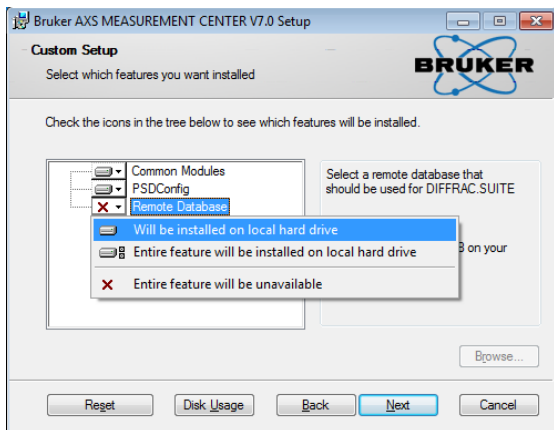 Bruker AXS MEASUREMENT CENTER V7.0 Setup
Custom Setup
Select which features you want installed
BRUKER
Check the icons in the tree below to see which features will be installed.
Common Modules
PSDConfig
Remote Database
Select a remote database that
should be used for DIFFRAC.SUITE
Will be installed on local hard drive
Entire feature will be installed on local hard drive
on your
Entire feature will be unavailable
Browse...
Reset
Disk Usage
Back
Next
Cancel